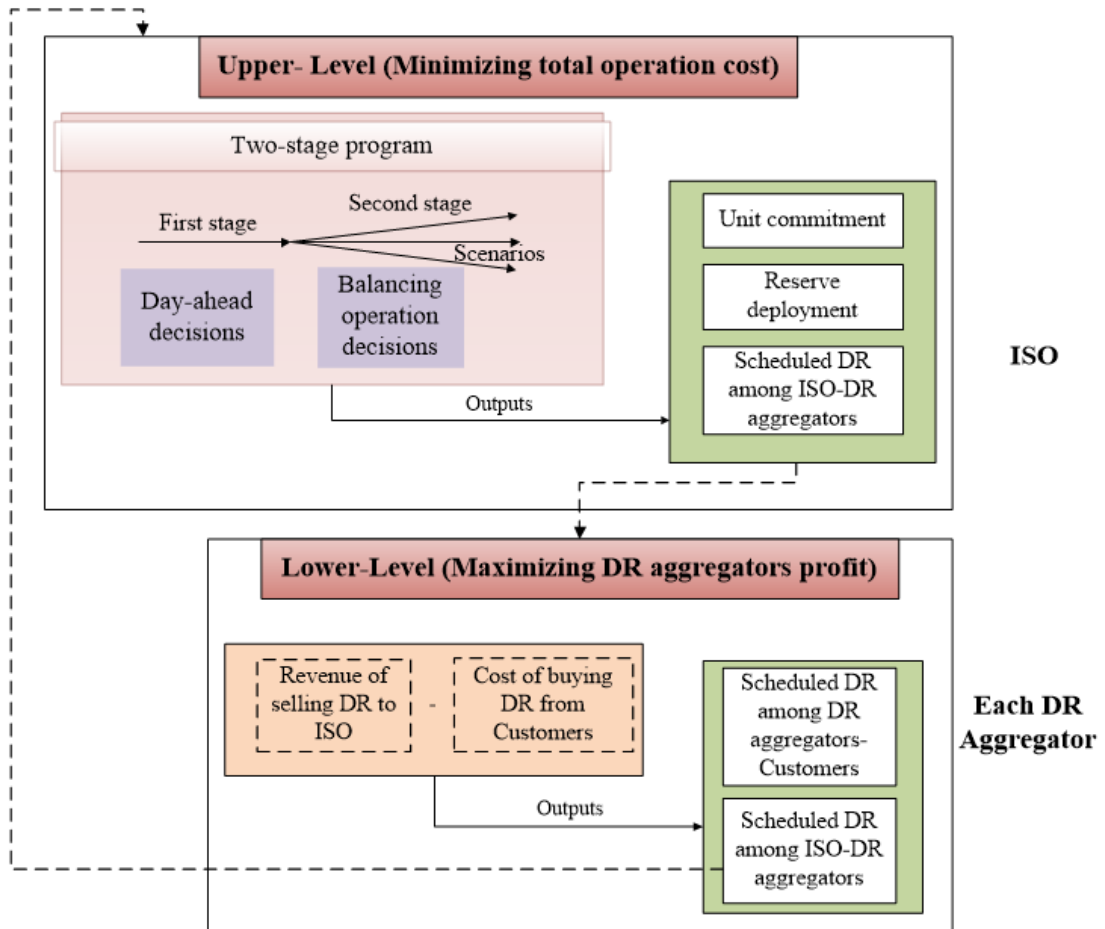 Upper- Level (Minimizing total operation cost)
Two-stage program
First stage
Second stage
Scenarios
Day-ahead
decisions
Balancing
operation
decisions
Outputs
Unit commitment
Reserve
deployment
Scheduled DR
among ISO-DR
aggregators
ISO
Lower-Level (Maximizing DR aggregators profit)
Revenue of
selling DR to
ISO
-
Cost of buying
DR from
Customers
Outputs
Scheduled DR
among DR
aggregators-
Customers
Scheduled DR
among ISO-DR
aggregators
Each DR
Aggregator